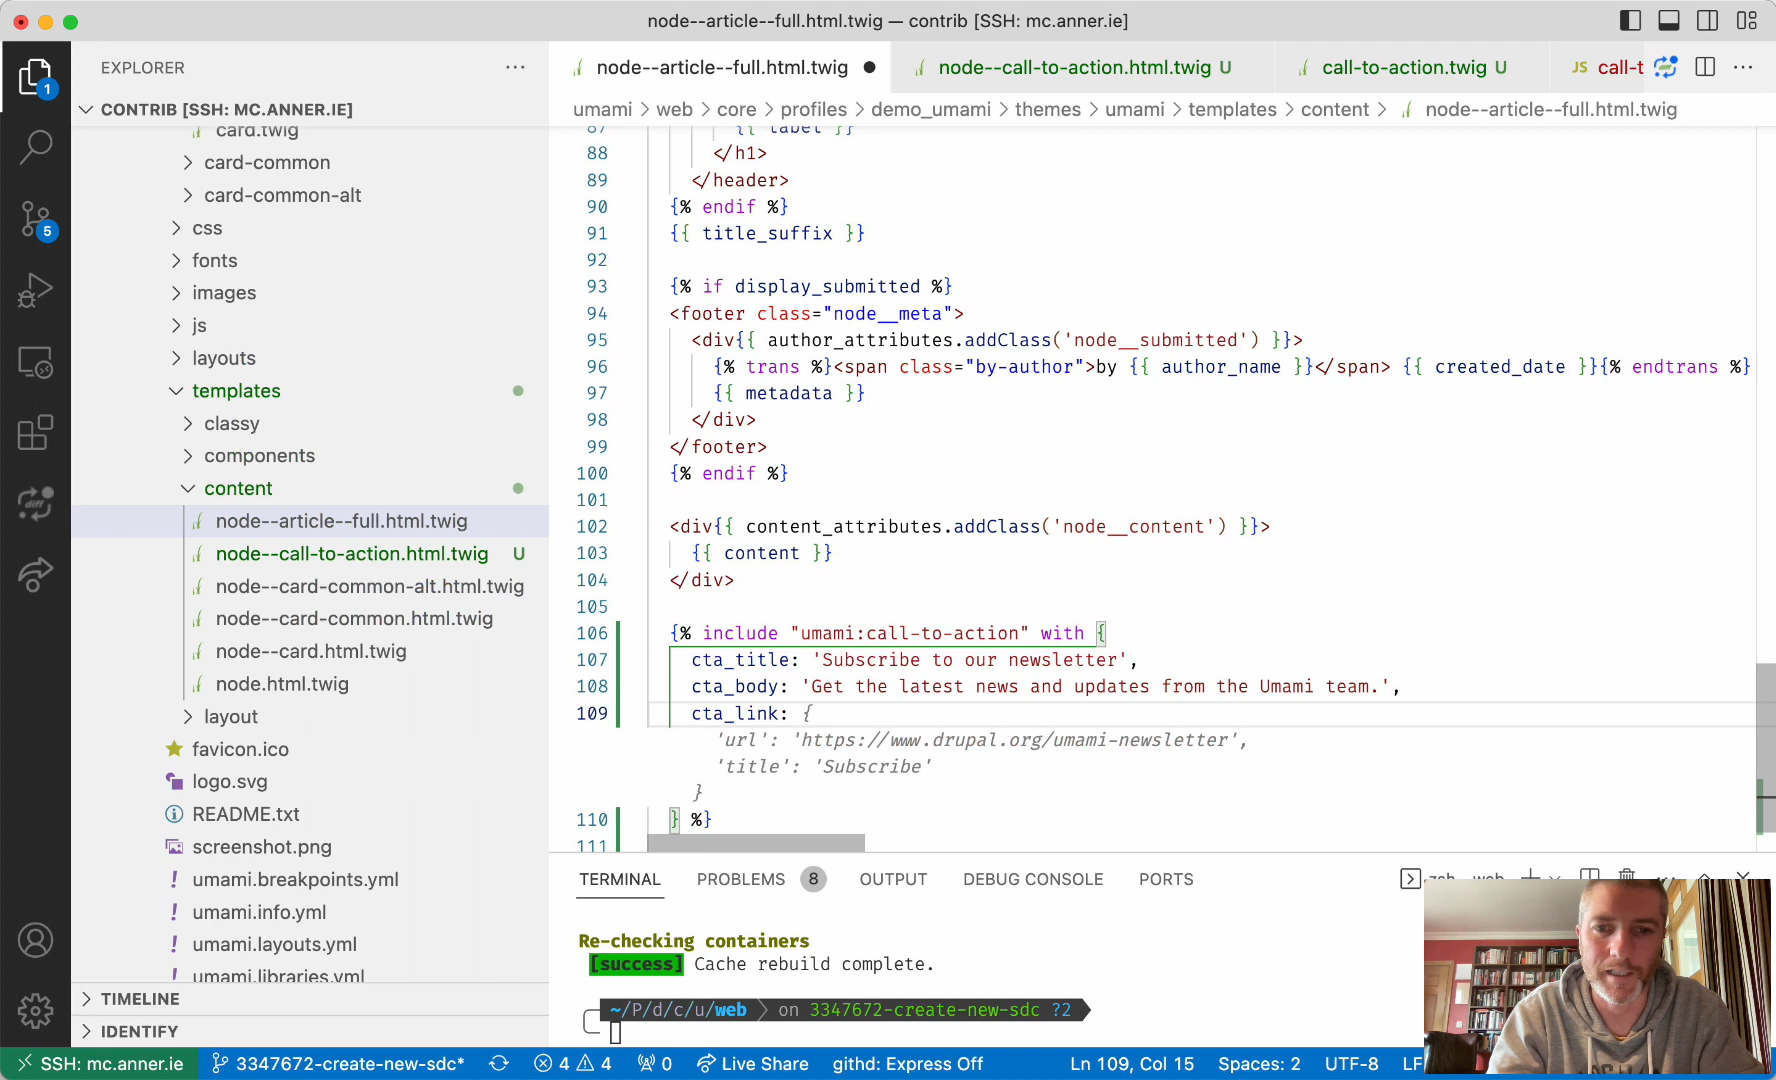 node--article--full.html.twig — contrib [SSH: mc.anner.ie]
EXPLORER
CONTRIB [SSH: MC.ANNER.IE]
card.twig
card-common
card-common-alt
css
fonts
images
js
layouts
templates
classy
components
content
node--article--full.html.twig
node--call-to-action.html.twig U
node--card-common-alt.html.twig
node--card-common.html.twig
node--card.html.twig
node.html.twig
layout
favicon.ico
logo.svg
README.txt
screenshot.png
umami.breakpoints.yml
umami.info.yml
umami.layouts.yml
umami.libraries.yml
TIMELINE
IDENTIFY
1
5
diff
node--article--full.html.twig
node--call-to-action.html.twig U
call-to-action.twig U
JS call-t
umami > web > core > profiles > demo_umami > themes > umami > templates > content > node--article--full.html.twig
87 {{ label }}
88 </h1>
89 </header>
90 {% endif %}
91 {{ title_suffix }}
92
93 {% if display_submitted %}
94 <footer class="node__meta">
95 <div{{ author_attributes.addClass('node__submitted') }}>
96 {% trans %}<span class="by-author">by {{ author_name }}</span> {{ created_date }}{% endtrans %}
97 {{ metadata }}
98 </div>
99 </footer>
100 {% endif %}
101
102 <div{{ content_attributes.addClass('node__content') }}>
103 {{ content }}
104 </div>
105
106 {% include "umami:call-to-action" with {
107 cta_title: 'Subscribe to our newsletter',
108 cta_body: 'Get the latest news and updates from the Umami team.',
109 cta_link: {
'url': 'https://www.drupal.org/umami-newsletter',
'title': 'Subscribe'
}
110 } %}
111
TERMINAL PROBLEMS 8 OUTPUT DEBUG CONSOLE PORTS
zsh - web
Re-checking containers
[success] Cache rebuild complete.
~/P/d/c/u/web on 3347672-create-new-sdc ?2
SSH: mc.anner.ie 3347672-create-new-sdc* 4 4 0 Live Share githd: Express Off Ln 109, Col 15 Spaces: 2 UTF-8 LF